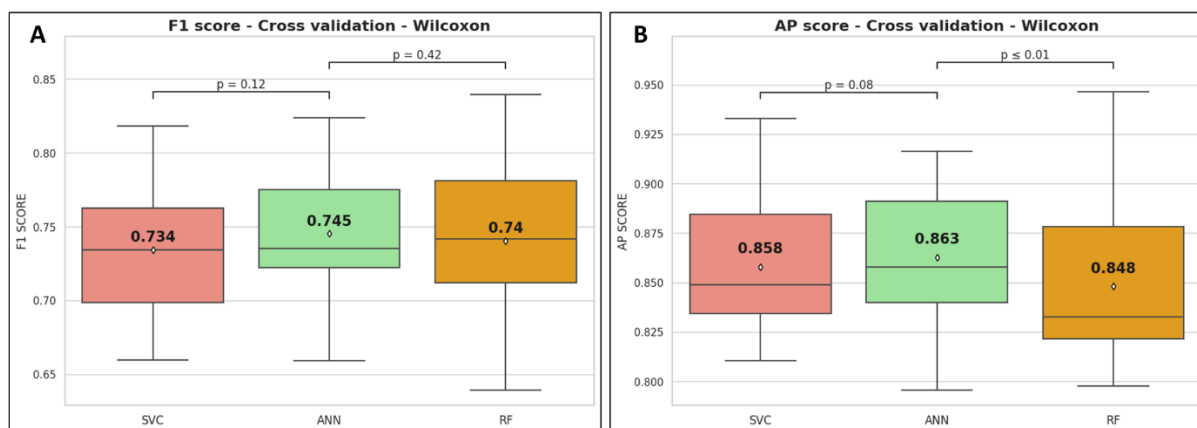 A
F1 score - Cross validation - Wilcoxon
p = 0.42
p = 0.12
0.85
0.80
0.75
0.70
0.65
F1 SCORE
0.734
0.745
0.74
SVC
ANN
RF
B
AP score - Cross validation - Wilcoxon
p ≤ 0.01
p = 0.08
0.950
0.925
0.900
0.875
0.850
0.825
0.800
AP SCORE
0.858
0.863
0.848
SVC
ANN
RF